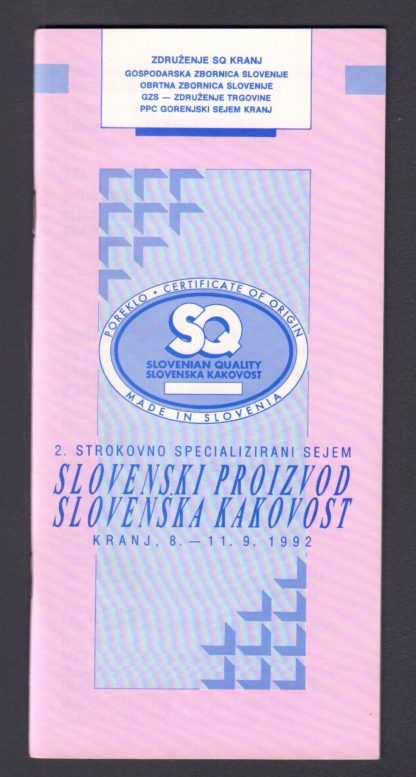 ZDRUŽENJE SQ KRANJ
GOSPODARSKA ZBORNICA SLOVENIJE
OBRTNA ZBORNICA SLOVENIJE
GZS — ZDRUŽENJE TRGOVINE
PPC GORENJSKI SEJEM KRANJ
POREKLO • CERTIFICATE OF ORIGIN
SQ
SLOVENIAN QUALITY
SLOVENSKA KAKOVOST
MADE IN SLOVENIA
2. STROKOVNO SPECIALIZIRANI SEJEM
SLOVENSKI PROIZVOD
SLOVENSKA KAKOVOST
KRANJ, 8. — 11. 9. 1992